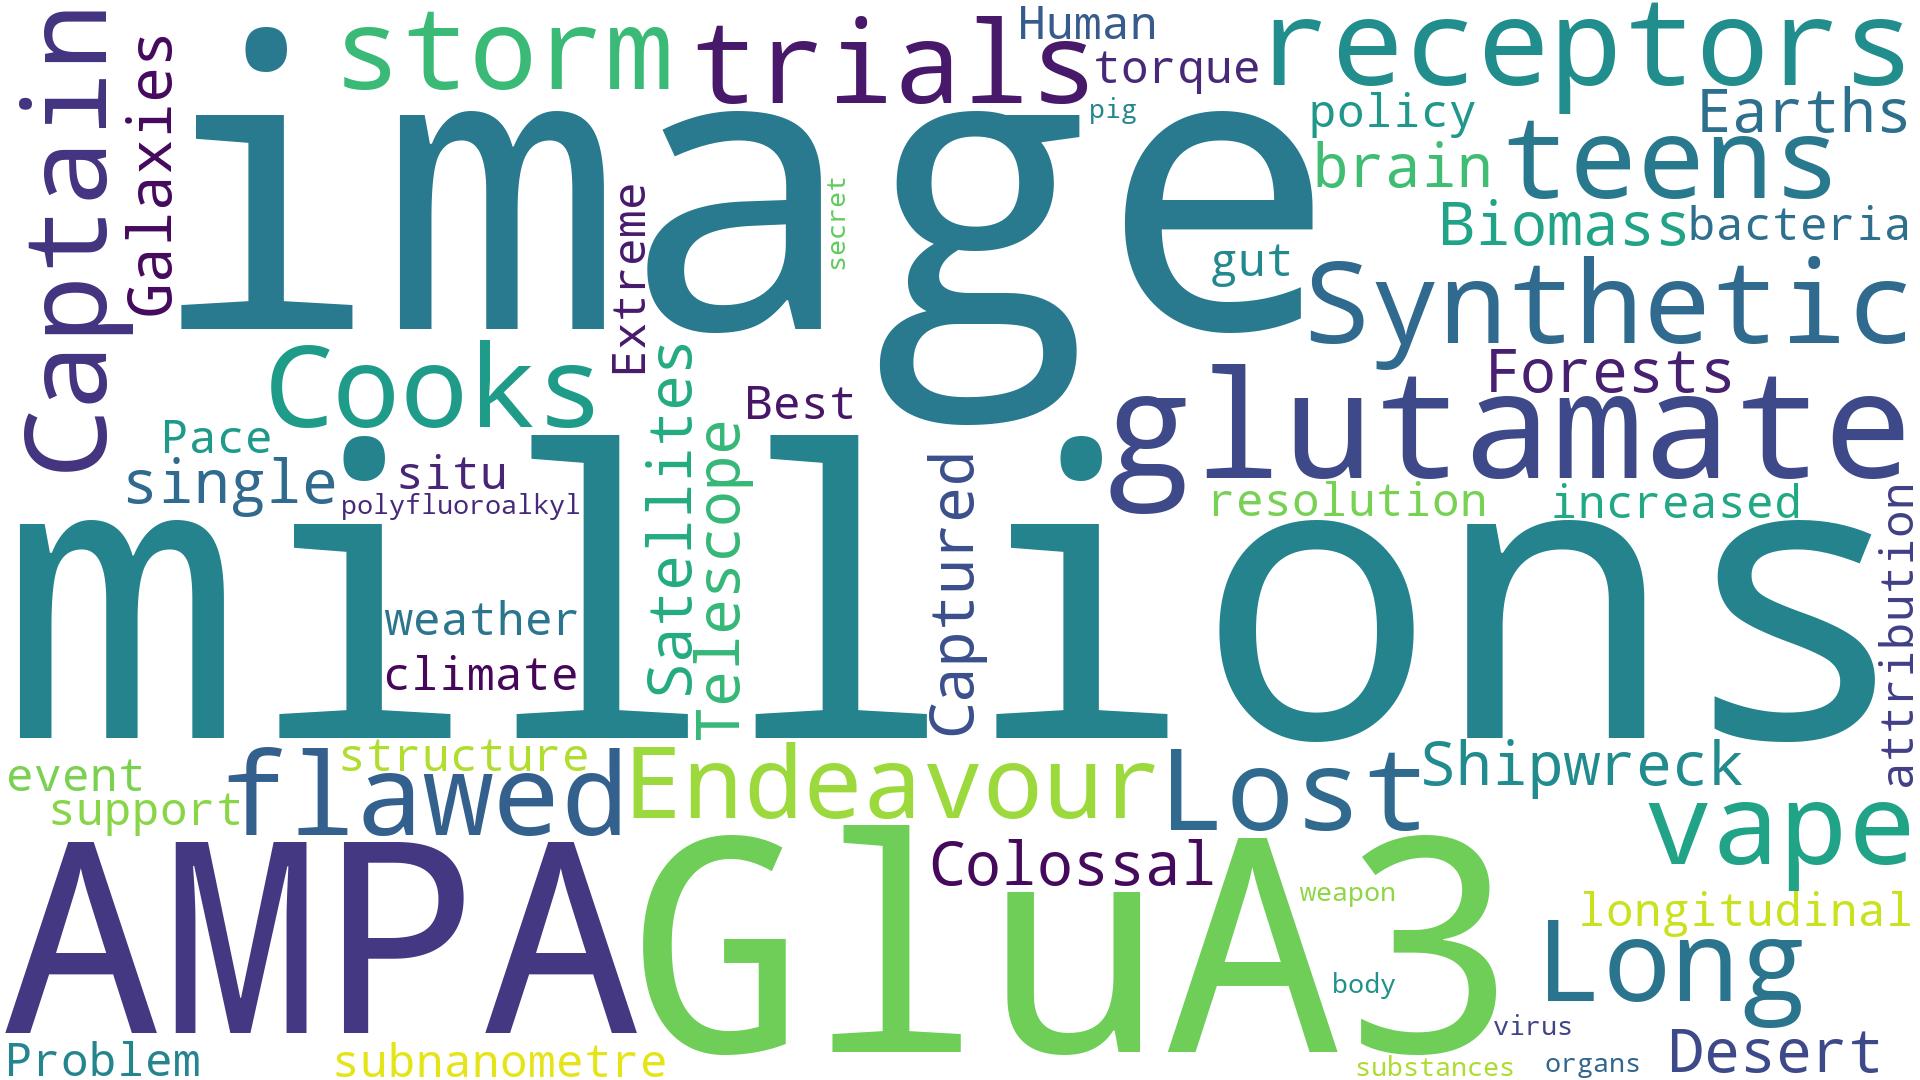 Captain
Galaxies
storm
trials
Human
torque
receptors
pig
policy
Earths
image
brain
teens
secret
Extreme
Biomass
bacteria
gut
Synthetic
Cooks
Satellites
Best
Forests
glutamate
Pace
single
situ
polyfluoroalkyl
Telescope
Captured
resolution
increased
attribution
millions
weather
climate
event
support
flawed
structure
Endeavour
Lost
Shipwreck
vape
AMPA
GluA3
Colossal
weapon
longitudinal
Long
body
virus
Problem
subnanometre
substances
organs
Desert